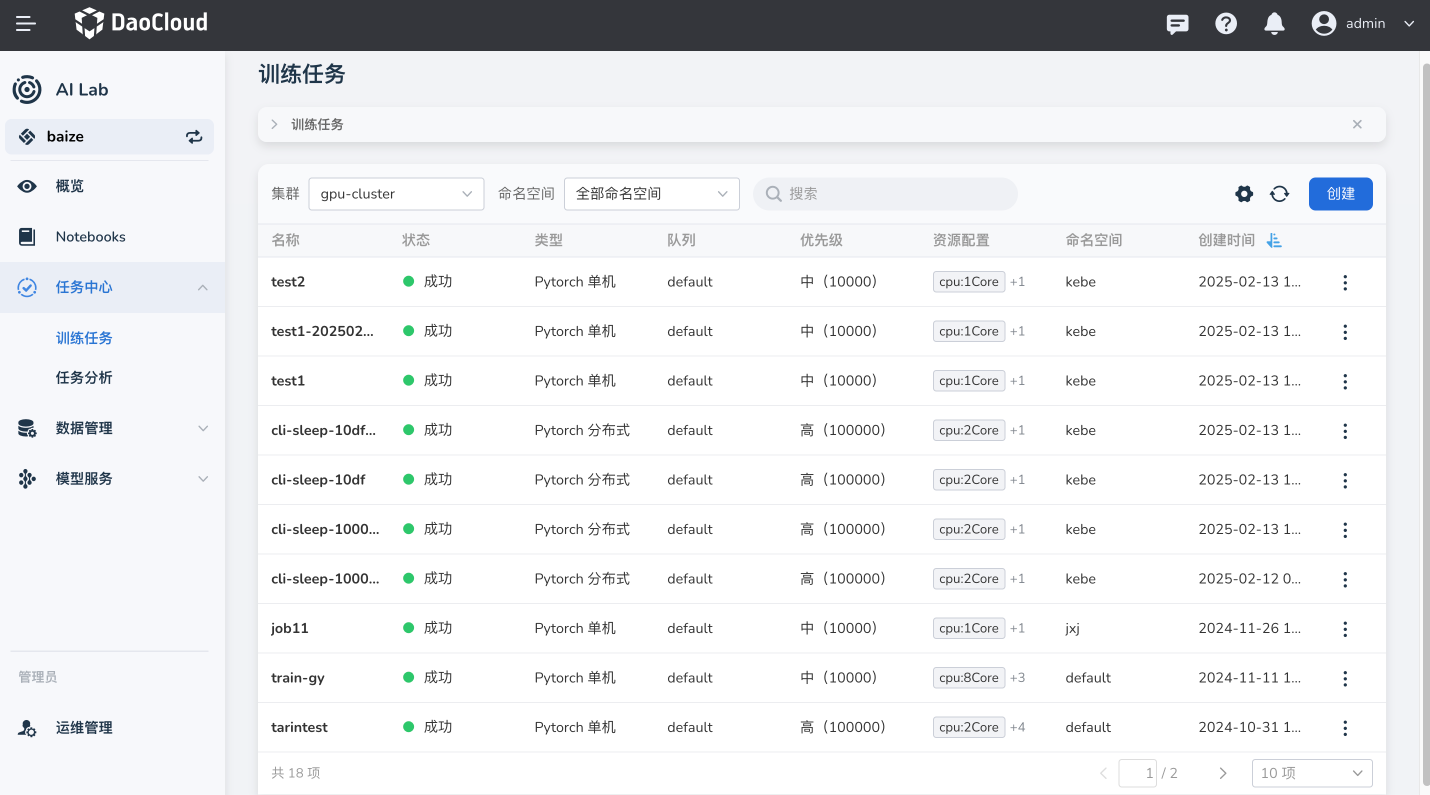 DaoCloud
admin
AI Lab
baize
概览
Notebooks
任务中心
训练任务
任务分析
数据管理
模型服务
管理员
运维管理
训练任务
训练任务
集群 gpu-cluster 命名空间 全部命名空间 搜索 创建
名称 状态 类型 队列 优先级 资源配置 命名空间 创建时间
test2 成功 Pytorch 单机 default 中（10000） cpu:1Core +1 kebe 2025-02-13 1...
test1-202502... 成功 Pytorch 单机 default 中（10000） cpu:1Core +1 kebe 2025-02-13 1...
test1 成功 Pytorch 单机 default 中（10000） cpu:1Core +1 kebe 2025-02-13 1...
cli-sleep-10df... 成功 Pytorch 分布式 default 高（100000） cpu:2Core +1 kebe 2025-02-13 1...
cli-sleep-10df 成功 Pytorch 分布式 default 高（100000） cpu:2Core +1 kebe 2025-02-13 1...
cli-sleep-1000... 成功 Pytorch 分布式 default 高（100000） cpu:2Core +1 kebe 2025-02-13 1...
cli-sleep-1000... 成功 Pytorch 分布式 default 高（100000） cpu:2Core +1 kebe 2025-02-12 0...
job11 成功 Pytorch 单机 default 中（10000） cpu:1Core +1 jxj 2024-11-26 1...
train-gy 成功 Pytorch 单机 default 中（10000） cpu:8Core +3 default 2024-11-11 1...
tarintest 成功 Pytorch 单机 default 高（100000） cpu:2Core +4 default 2024-10-31 1...
共 18 项 1 / 2 10 项